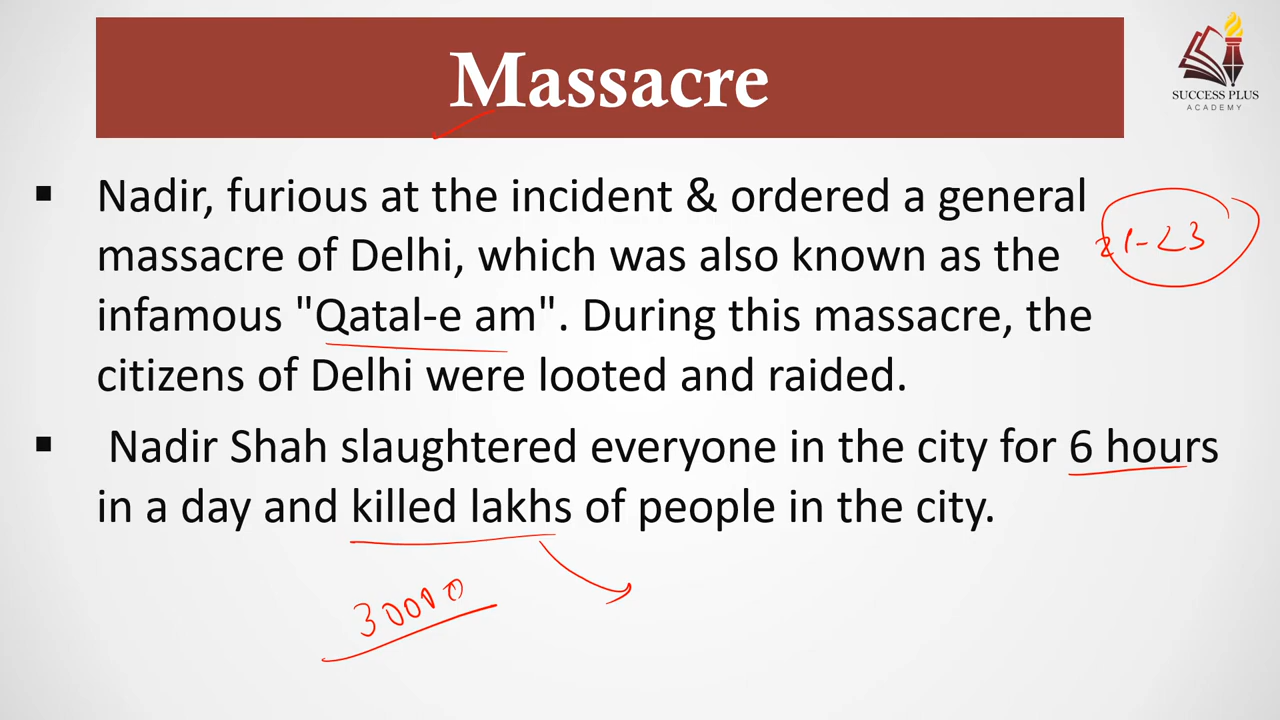 Massacre
SUCCESS PLUS
ACADEMY
▪ Nadir, furious at the incident & ordered a general
massacre of Delhi, which was also known as the
infamous "Qatal-e am". During this massacre, the
citizens of Delhi were looted and raided.
21-23
▪ Nadir Shah slaughtered everyone in the city for 6 hours
in a day and killed lakhs of people in the city.
30000